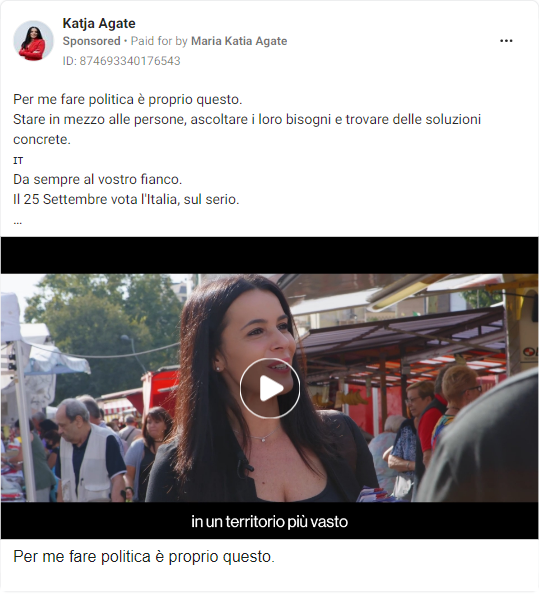 Katja Agate
Sponsored • Paid for by Maria Katia Agate
ID: 874693340176543
Per me fare politica è proprio questo.
Stare in mezzo alle persone, ascoltare i loro bisogni e trovare delle soluzioni
concrete.
IT
Da sempre al vostro fianco.
Il 25 Settembre vota l'Italia, sul serio.
...
in un territorio più vasto
Per me fare politica è proprio questo.